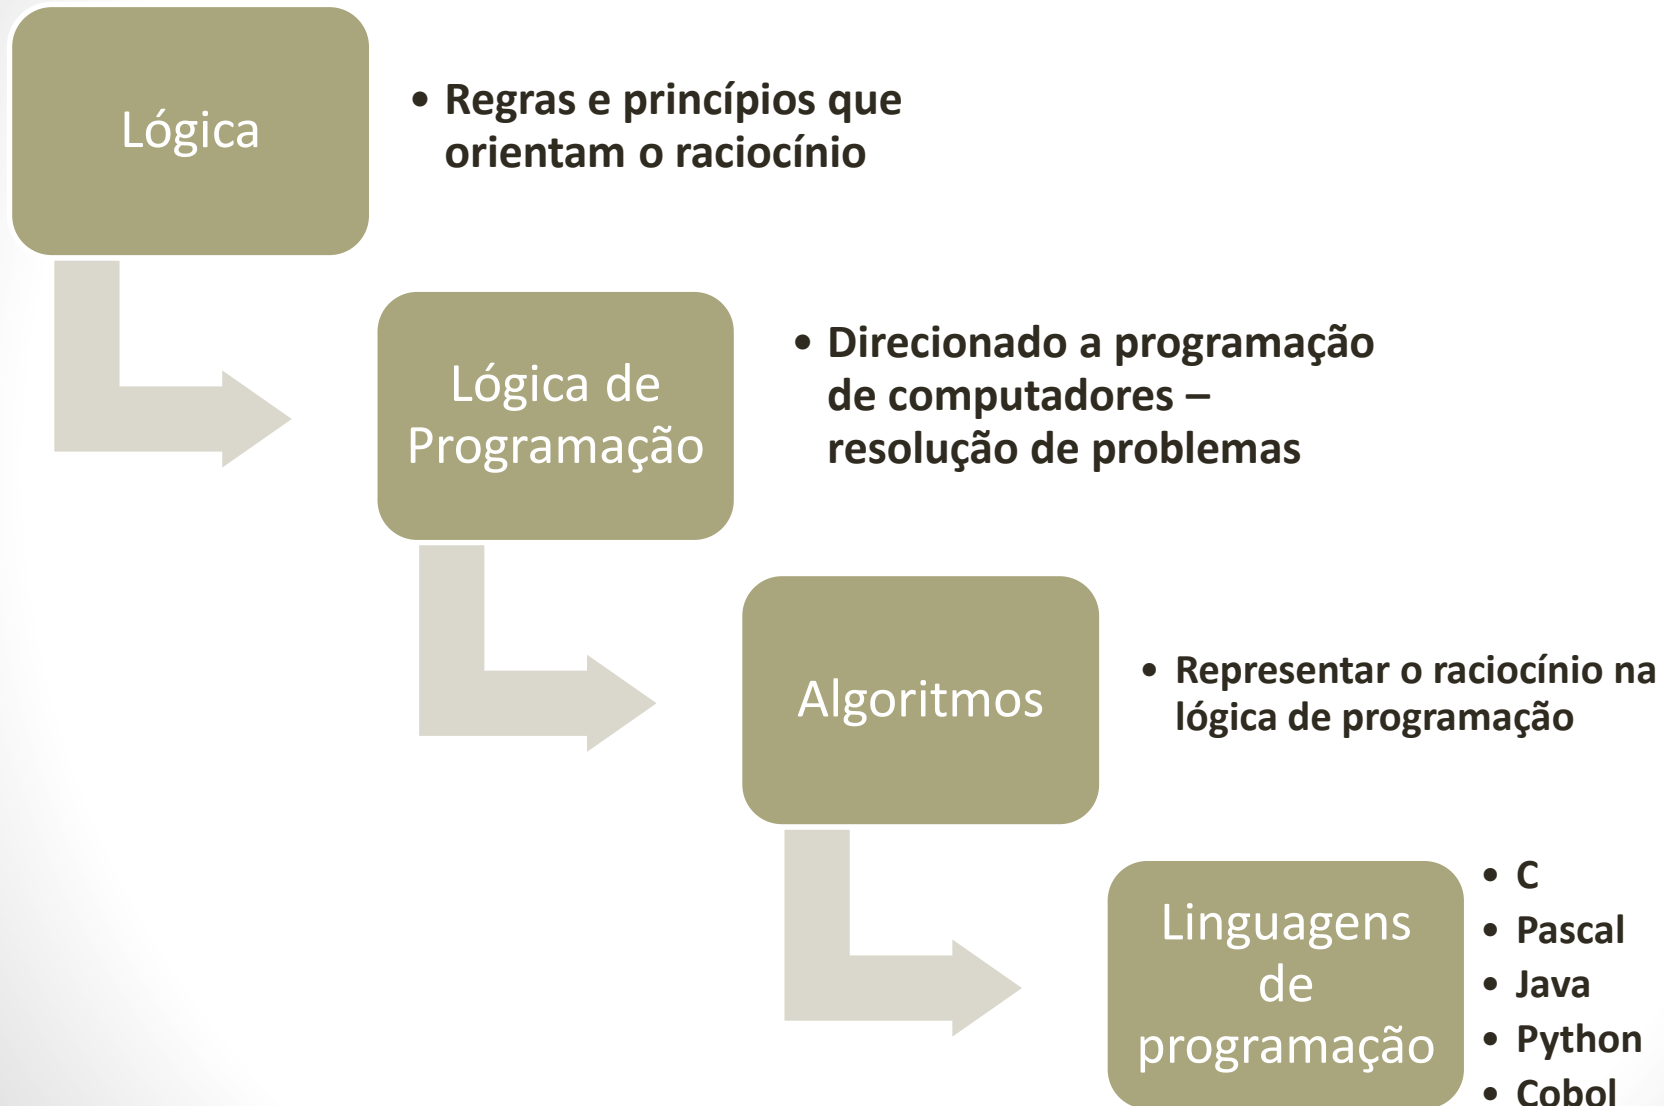 Lógica
• Regras e princípios que
orientam o raciocínio
Lógica de
Programação
• Direcionado a programação
de computadores –
resolução de problemas
Algoritmos
• Representar o raciocínio na
lógica de programação
Linguagens
de
programação
• C
• Pascal
• Java
• Python
• Cobol